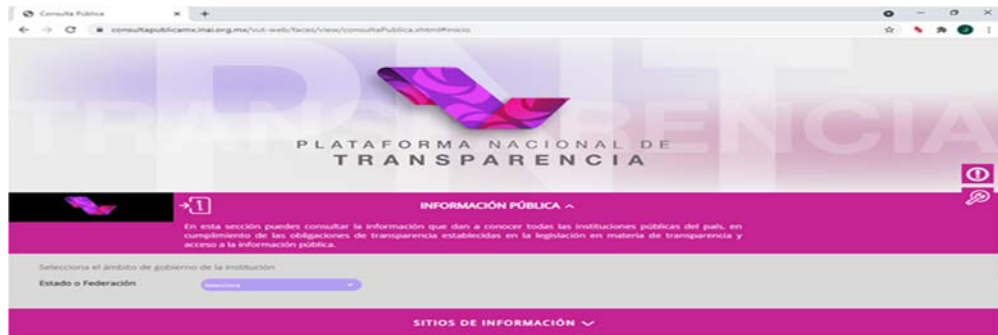 Consulta Pública
consultapublicamx.inai.org.mx/vut-web/faces/view/consultaPublica.xhtml#inicio
PNT
TRANSPARENCIA
PLATAFORMA NACIONAL DE
TRANSPARENCIA
INFORMACIÓN PÚBLICA
En esta sección puedes consultar la información que dan a conocer todas las instituciones públicas del país, en
cumplimiento de las obligaciones de transparencia establecidas en la legislación en materia de transparencia y
acceso a la información pública.
Selecciona el ámbito de gobierno de la institución
Estado o Federación
Selecciona
SITIOS DE INFORMACIÓN